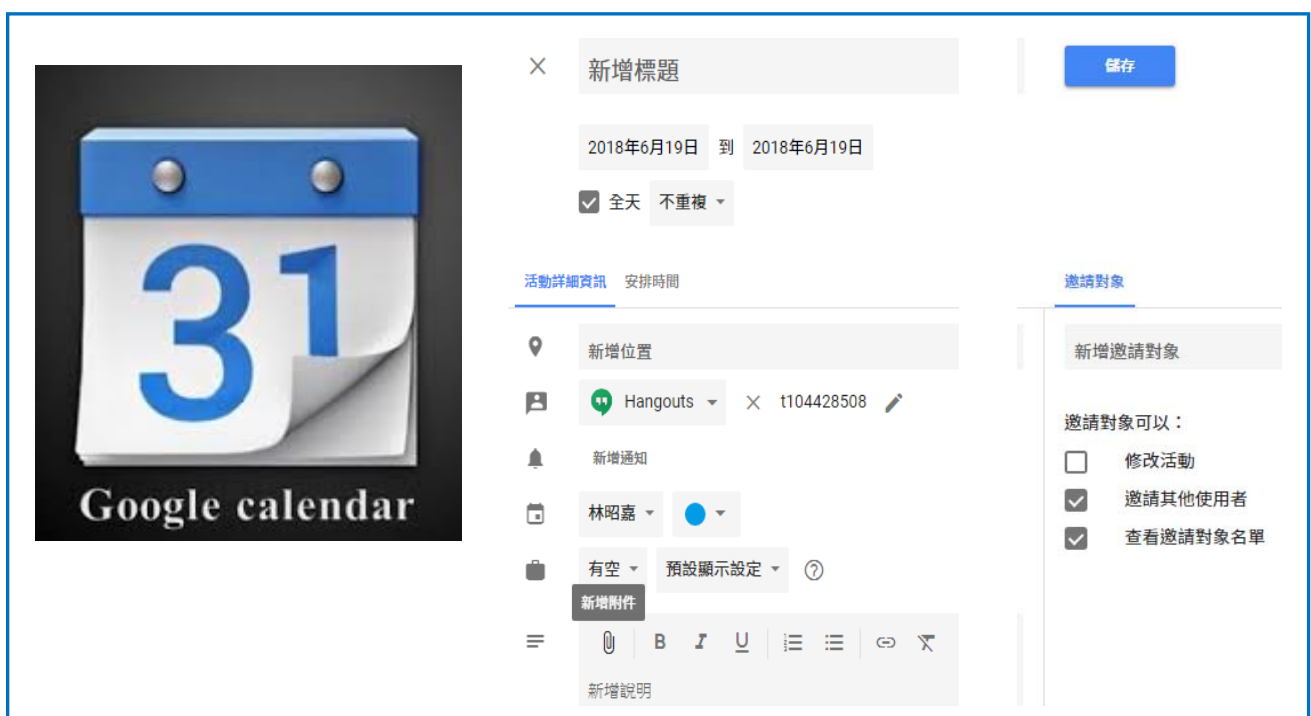 31
Google calendar
新增標題
儲存
2018年6月19日 到 2018年6月19日
全天 不重複
活動詳細資訊 安排時間
邀請對象
新增位置
新增邀請對象
Hangouts t104428508
邀請對象可以：
新增通知
修改活動
林昭嘉
邀請其他使用者
查看邀請對象名單
有空 預設顯示設定 ?
新增附件
B I U
新增說明